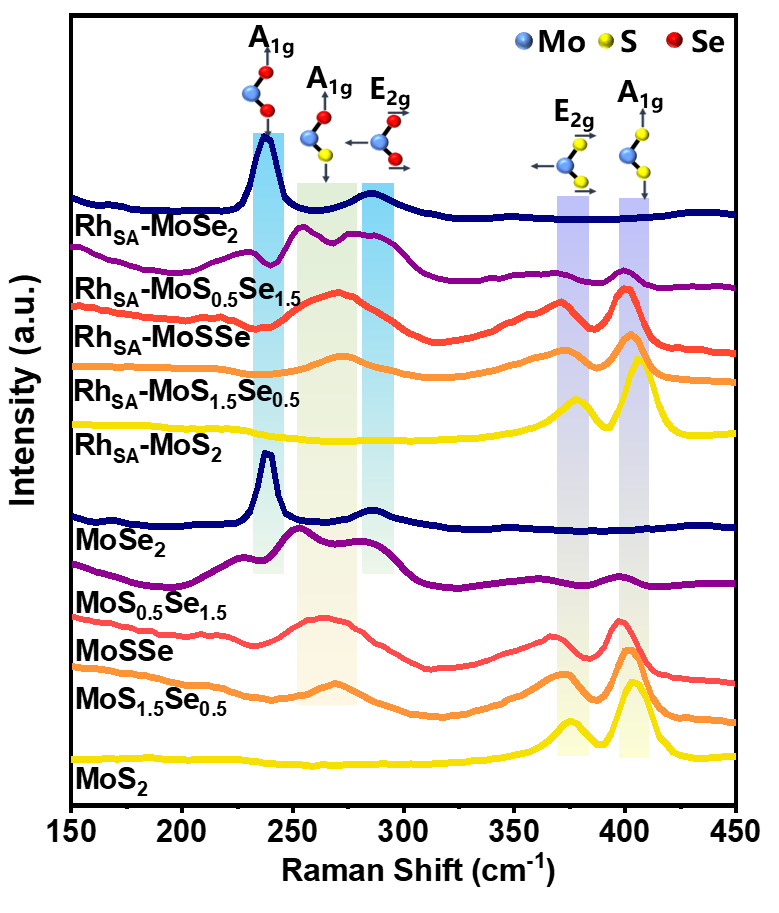 Mo S Se
A1g
A1g
E2g
E2g
A1g
RhSA-MoSe2
RhSA-MoS0.5Se1.5
RhSA-MoSSe
RhSA-MoS1.5Se0.5
RhSA-MoS2
MoSe2
MoS0.5Se1.5
MoSSe
MoS1.5Se0.5
MoS2
Intensity (a.u.)
150 200 250 300 350 400 450
Raman Shift (cm-1)